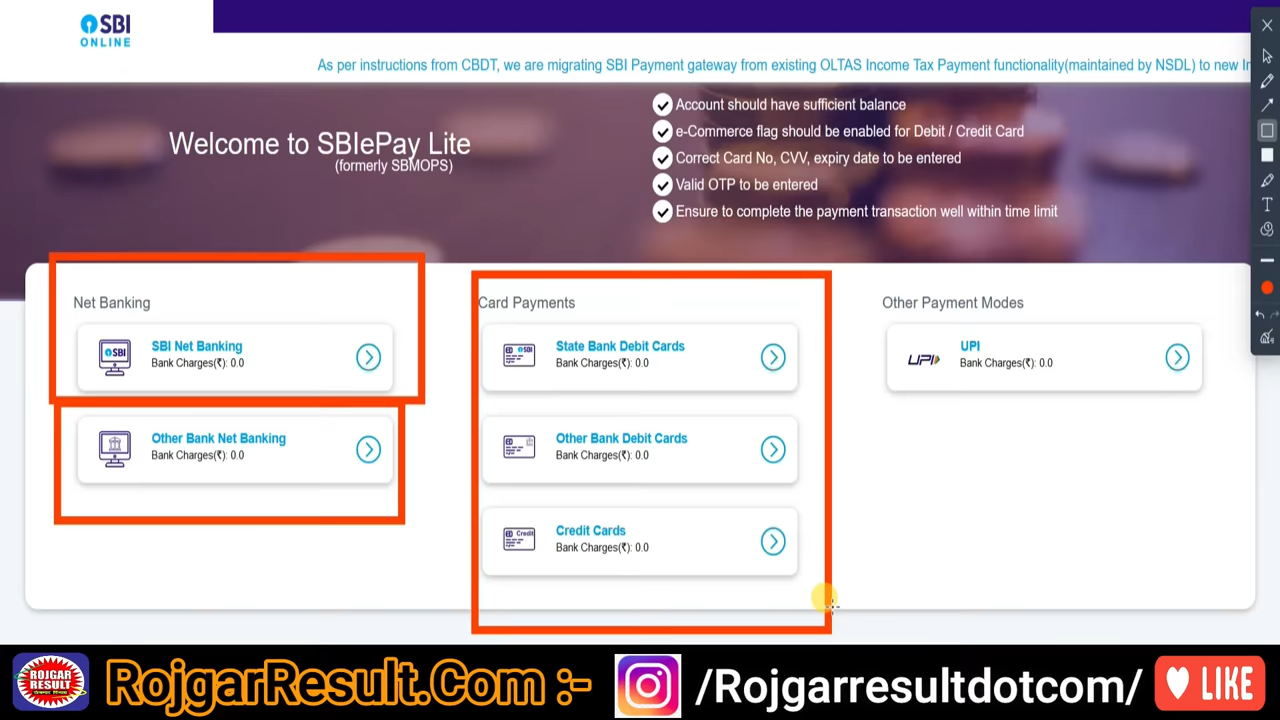 SBI
ONLINE
As per instructions from CBDT, we are migrating SBI Payment gateway from existing OLTAS Income Tax Payment functionality(maintained by NSDL) to new In
Welcome to SBIePay Lite
(formerly SBMOPS)
Account should have sufficient balance
e-Commerce flag should be enabled for Debit / Credit Card
Correct Card No, CVV, expiry date to be entered
Valid OTP to be entered
Ensure to complete the payment transaction well within time limit
Net Banking
SBI
SBI Net Banking
Bank Charges(₹): 0.0
Other Bank Net Banking
Bank Charges(₹): 0.0
Card Payments
SBI
State Bank Debit Cards
Bank Charges(₹): 0.0
Other Bank Debit Cards
Bank Charges(₹): 0.0
Credit
Credit Cards
Bank Charges(₹): 0.0
Other Payment Modes
UPI
UPI
Bank Charges(₹): 0.0
T
ROJGAR
RESULT
RojgarResult.Com :-
/Rojgarresultdotcom/
LIKE